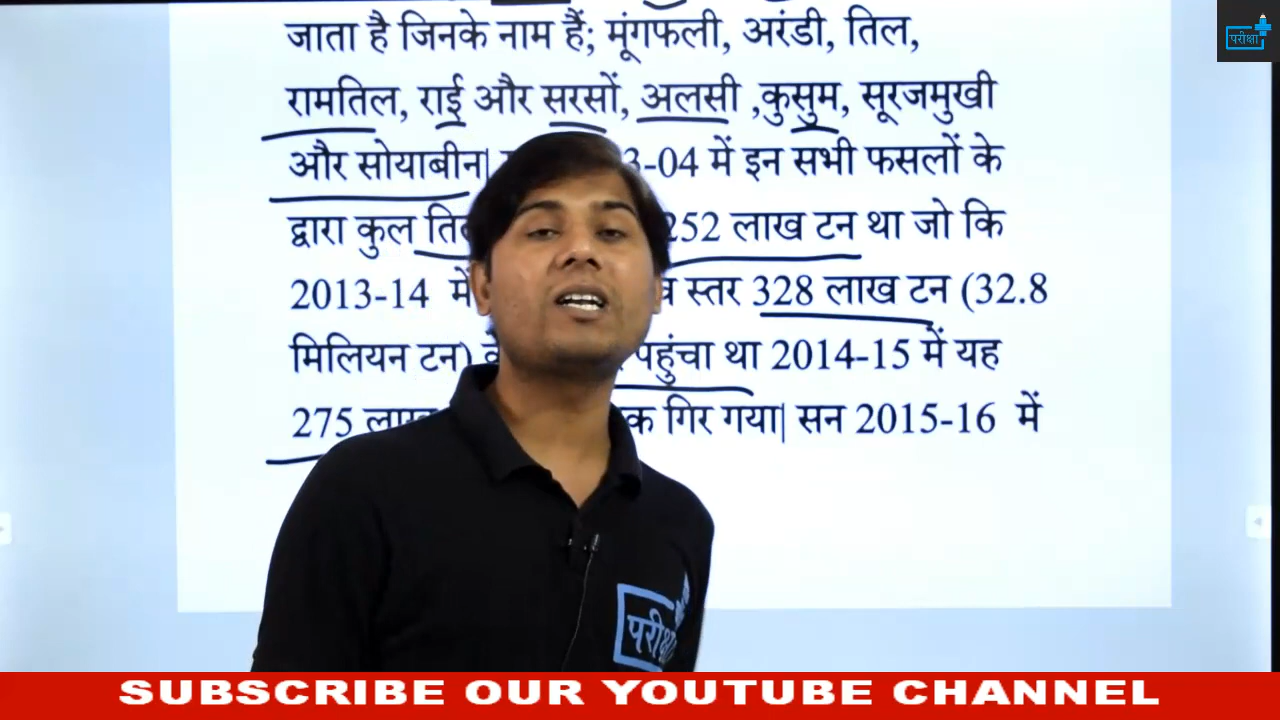 जाता है जिनके नाम हैं; मूंगफली, अरंडी, तिल,
रामतिल, राई और सरसों, अलसी ,कुसुम, सूरजमुखी
और सोयाबीन| 3-04 में इन सभी फसलों के
द्वारा कुल 252 लाख टन था जो कि
2013-14 में स्तर 328 लाख टन (32.8
मिलियन टन) पहुंचा था 2014-15 में यह
275 गिर गया| सन 2015-16 में
परीक्षा
परीक्षा
SUBSCRIBE OUR YOUTUBE CHANNEL